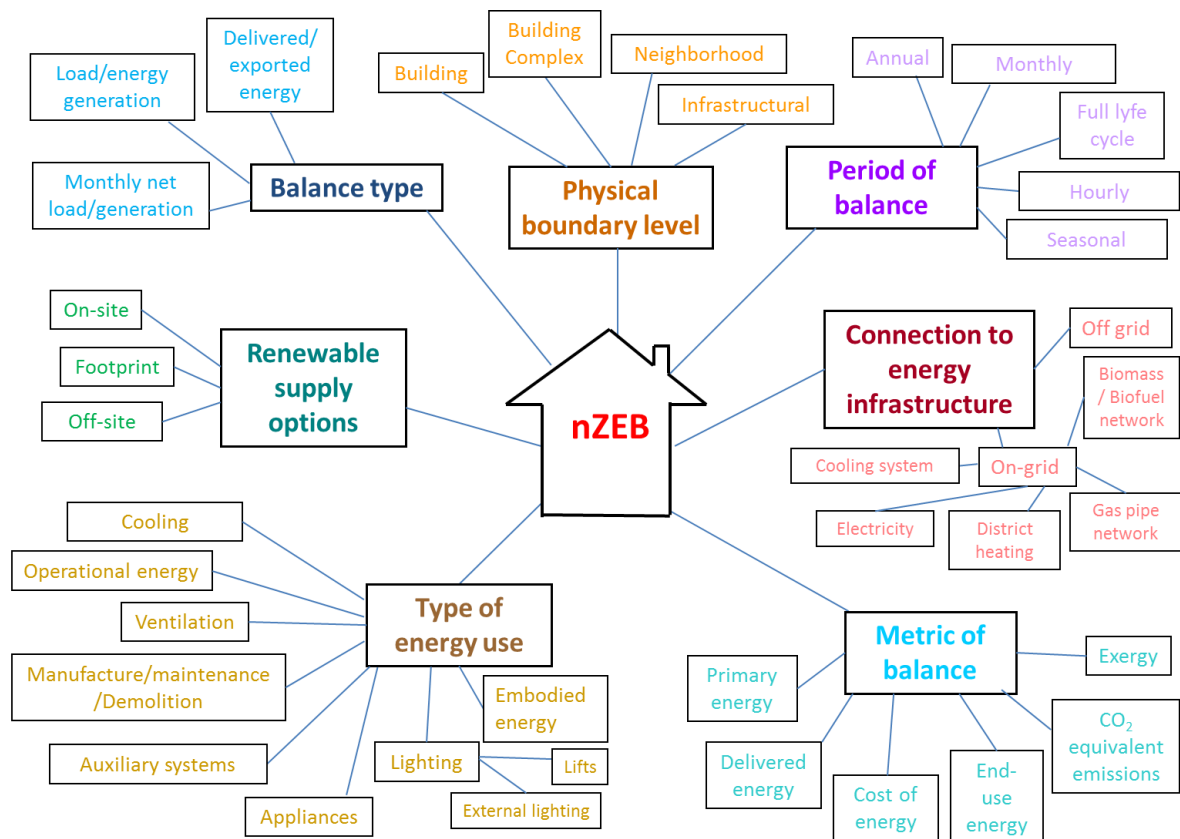 Delivered/
exported
energy
Load/energy
generation
Monthly net
load/generation
Balance type
Building
Building
Complex
Neighborhood
Infrastructural
Physical
boundary level
Annual
Monthly
Full lyfe
cycle
Hourly
Seasonal
Period of
balance
On-site
Footprint
Off-site
Renewable
supply
options
nZEB
Connection to
energy
infrastructure
Off grid
Biomass
/ Biofuel
network
On-grid
Cooling system
Electricity
District
heating
Gas pipe
network
Cooling
Operational energy
Ventilation
Manufacture/maintenance
/Demolition
Auxiliary systems
Appliances
Type of
energy use
Embodied
energy
Lighting
Lifts
External lighting
Metric of
balance
Primary
energy
Delivered
energy
Cost of
energy
End-
use
energy
CO₂
equivalent
emissions
Exergy